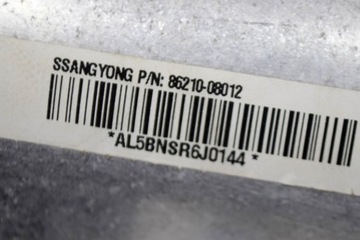 SSANGYONG P/N: 86210-08012
*AL5BNSR6J0144*